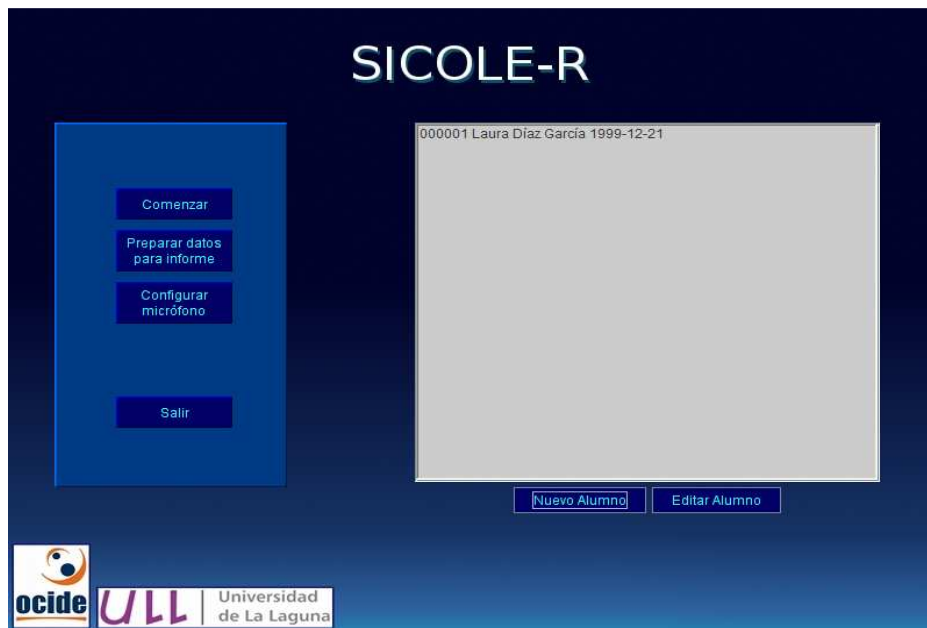 SICOLE-R
Comenzar
Preparar datos
para informe
Configurar
micrófono
Salir
000001 Laura Díaz García 1999-12-21
Nuevo Alumno
Editar Alumno
ocide
ULL
Universidad
de La Laguna